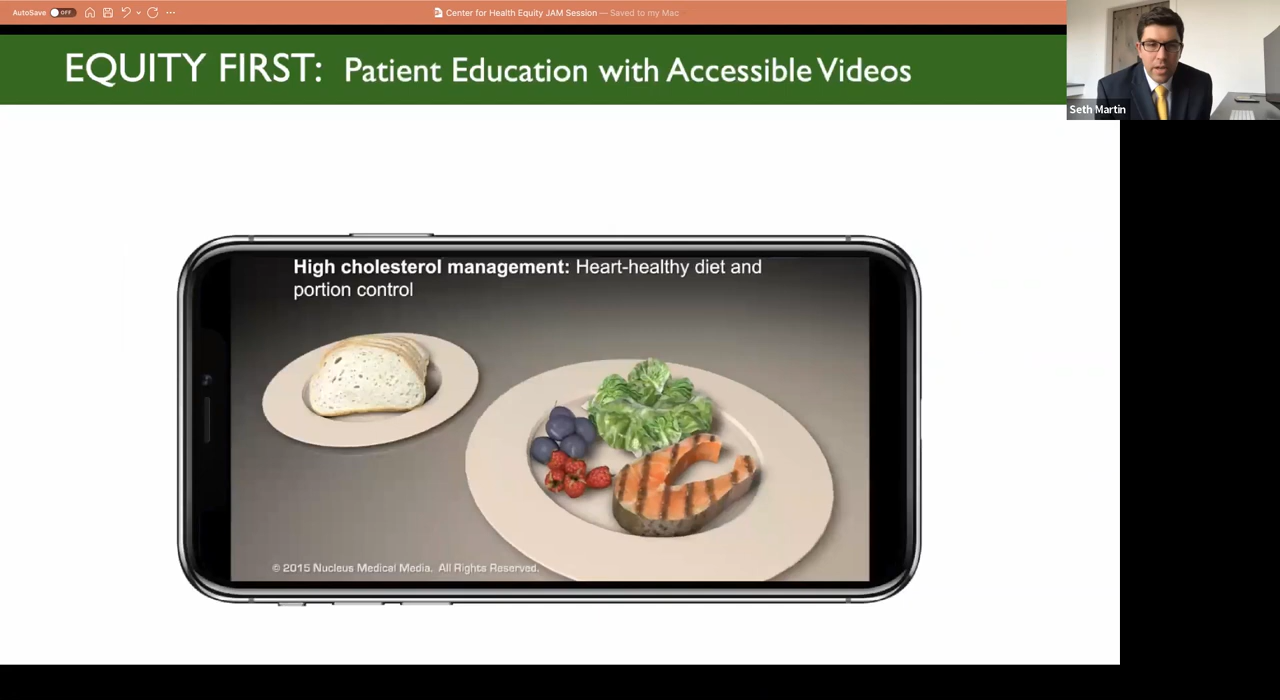 AutoSave OFF
Center for Health Equity JAM Session — Saved to my Mac
EQUITY FIRST: Patient Education with Accessible Videos
Seth Martin
High cholesterol management: Heart-healthy diet and
portion control
© 2015 Nucleus Medical Media. All Rights Reserved.